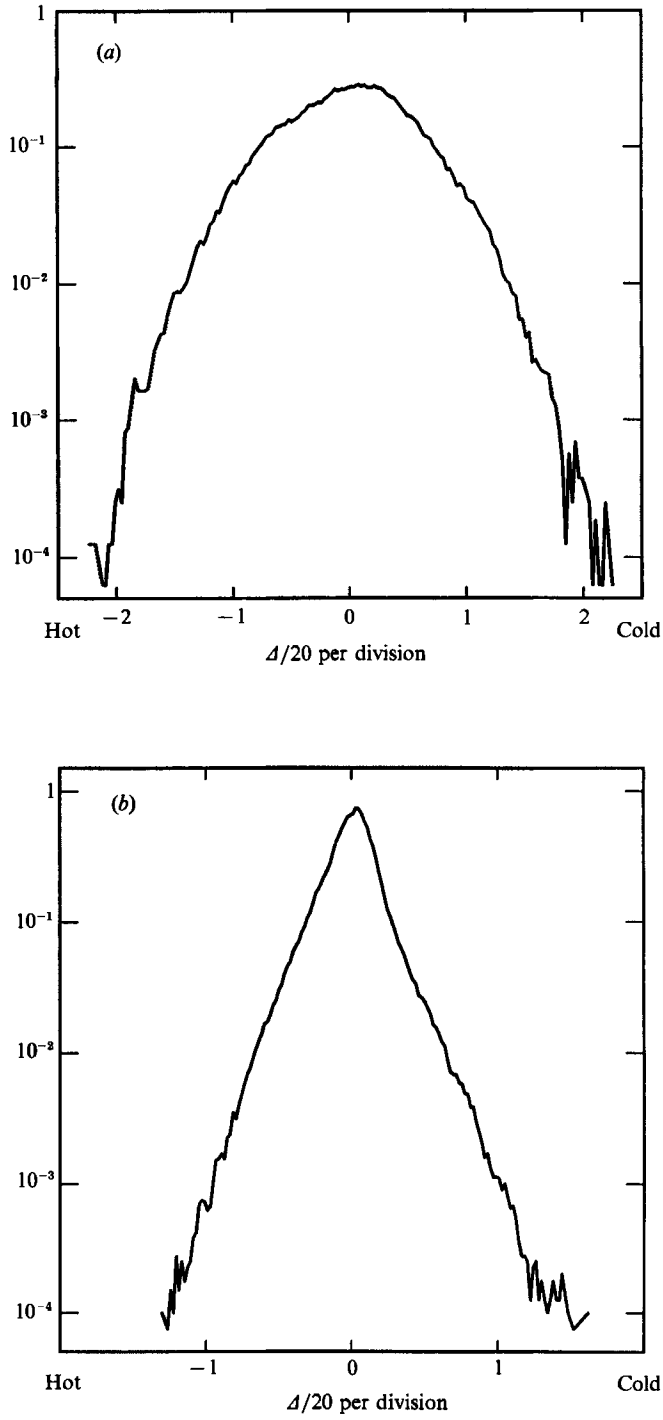 (a)
1
10⁻¹
10⁻²
10⁻³
10⁻⁴
−2 −1 0 1 2
Hot Cold
Δ/20 per division
(b)
1
10⁻¹
10⁻²
10⁻³
10⁻⁴
−1 0 1
Hot Cold
Δ/20 per division